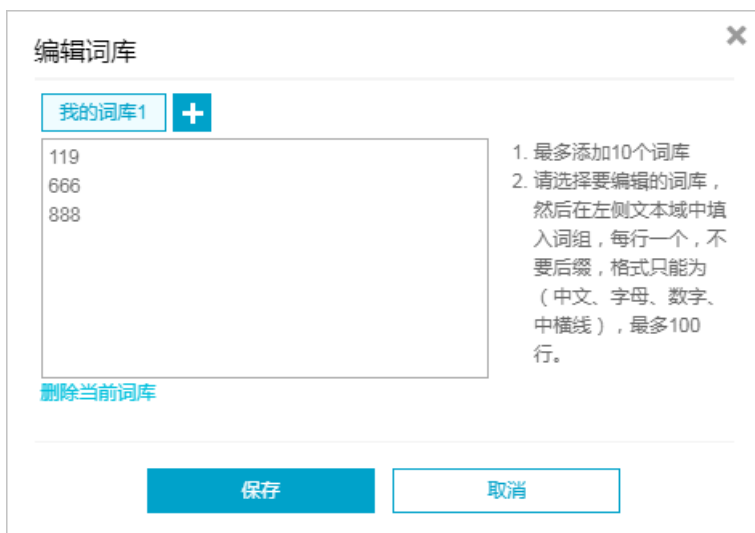 编辑词库
我的词库1
119
666
888
1. 最多添加10个词库
2. 请选择要编辑的词库，
然后在左侧文本域中填
入词组，每行一个，不
要后缀，格式只能为
（中文、字母、数字、
中横线），最多100
行。
删除当前词库
保存
取消